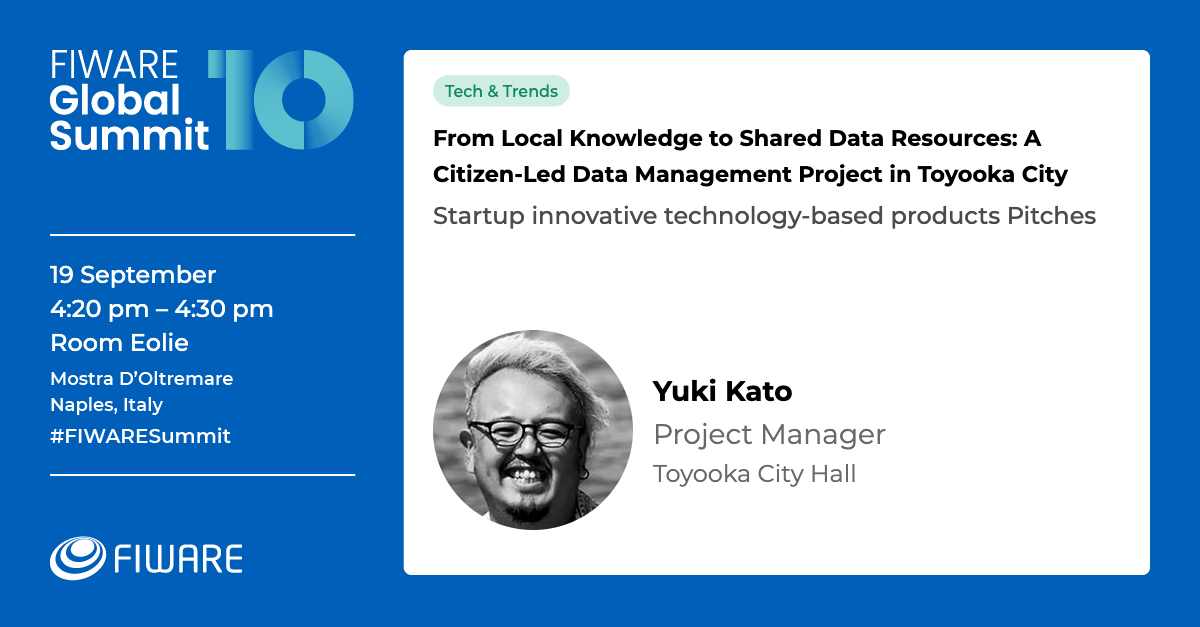 FIWARE
Global
Summit
10
19 September
4:20 pm – 4:30 pm
Room Eolie
Mostra D’Oltremare
Naples, Italy
#FIWARESummit
FIWARE
Tech & Trends
From Local Knowledge to Shared Data Resources: A
Citizen-Led Data Management Project in Toyooka City
Startup innovative technology-based products Pitches
Yuki Kato
Project Manager
Toyooka City Hall